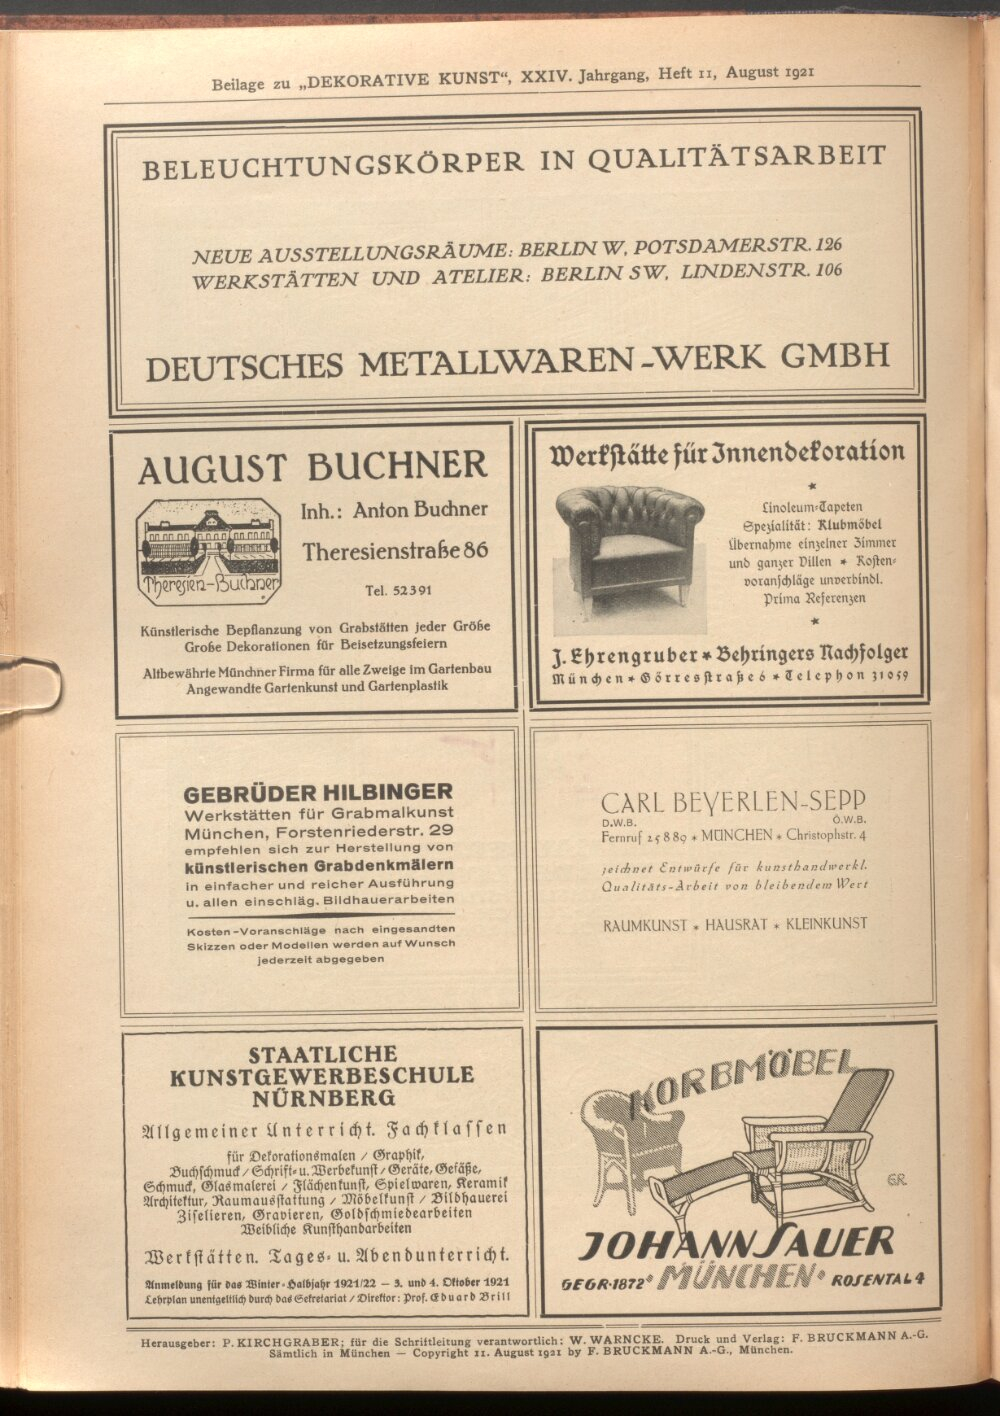 Beilage zu „DEKORATIVE KUNST“, XXIV. Jahrgang, Heft 11, August 1921
BELEUCHTUNGSKÖRPER IN QUALITÄTSARBEIT
NEUE AUSSTELLUNGSRÄUME: BERLIN W, POTSDAMERSTR. 126
WERKSTÄTTEN UND ATELIER: BERLIN SW, LINDENSTR. 106
DEUTSCHES METALLWAREN-WERK GMBH
AUGUST BUCHNER
Inh.: Anton Buchner
Theresienstraße 86
Theresien-Buchner
Tel. 52391
Künstlerische Bepflanzung von Grabstätten jeder Größe
Große Dekorationen für Beisetzungsfeiern
Altbewährte Münchner Firma für alle Zweige im Gartenbau
Angewandte Gartenkunst und Gartenplastik
Werkstätte für Innendekoration
*
Linoleum-Tapeten
Spezialität: Klubmöbel
Übernahme einzelner Zimmer
und ganzer Villen * Kosten-
voranschläge unverbindl.
Prima Referenzen
*
J. Ehrengruber * Behringers Nachfolger
München * Görresstraße 6 * Telephon 31059
GEBRÜDER HILBINGER
Werkstätten für Grabmalkunst
München, Forstenriederstr. 29
empfehlen sich zur Herstellung von
künstlerischen Grabdenkmälern
in einfacher und reicher Ausführung
u. allen einschläg. Bildhauerarbeiten
Kosten-Voranschläge nach eingesandten
Skizzen oder Modellen werden auf Wunsch
jederzeit abgegeben
CARL BEYERLEN-SEPP
D.W.B. Ö.W.B.
Fernruf 25889 * MÜNCHEN * Christophstr. 4
zeichnet Entwürfe für kunsthandwerkl.
Qualitäts-Arbeit von bleibendem Wert
RAUMKUNST * HAUSRAT * KLEINKUNST
STAATLICHE
KUNSTGEWERBESCHULE
NÜRNBERG
Allgemeiner Unterricht. Fachklassen
für Dekorationsmalen / Graphik,
Buchschmuck / Schrift- u. Werbekunst / Geräte, Gefäße,
Schmuck, Glasmalerei / Flächenkunst, Spielwaren, Keramik
Architektur, Raumausstattung / Möbelkunst / Bildhauerei
Ziselieren, Gravieren, Goldschmiedearbeiten
Weibliche Kunsthandarbeiten
Werkstätten. Tages- u. Abendunterricht.
Anmeldung für das Winter-Halbjahr 1921/22 — 3. und 4. Oktober 1921
Lehrplan unentgeltlich durch das Sekretariat / Direktor: Prof. Eduard Brill
KORBMÖBEL
GR.
JOHANN SAUER
GEGR. 1872 MÜNCHEN ROSENTAL 4
Herausgeber: P. KIRCHGRABER; für die Schriftleitung verantwortlich: W. WARNCKE. Druck und Verlag: F. BRUCKMANN A.-G.
Sämtlich in München — Copyright 11. August 1921 by F. BRUCKMANN A.-G., München.